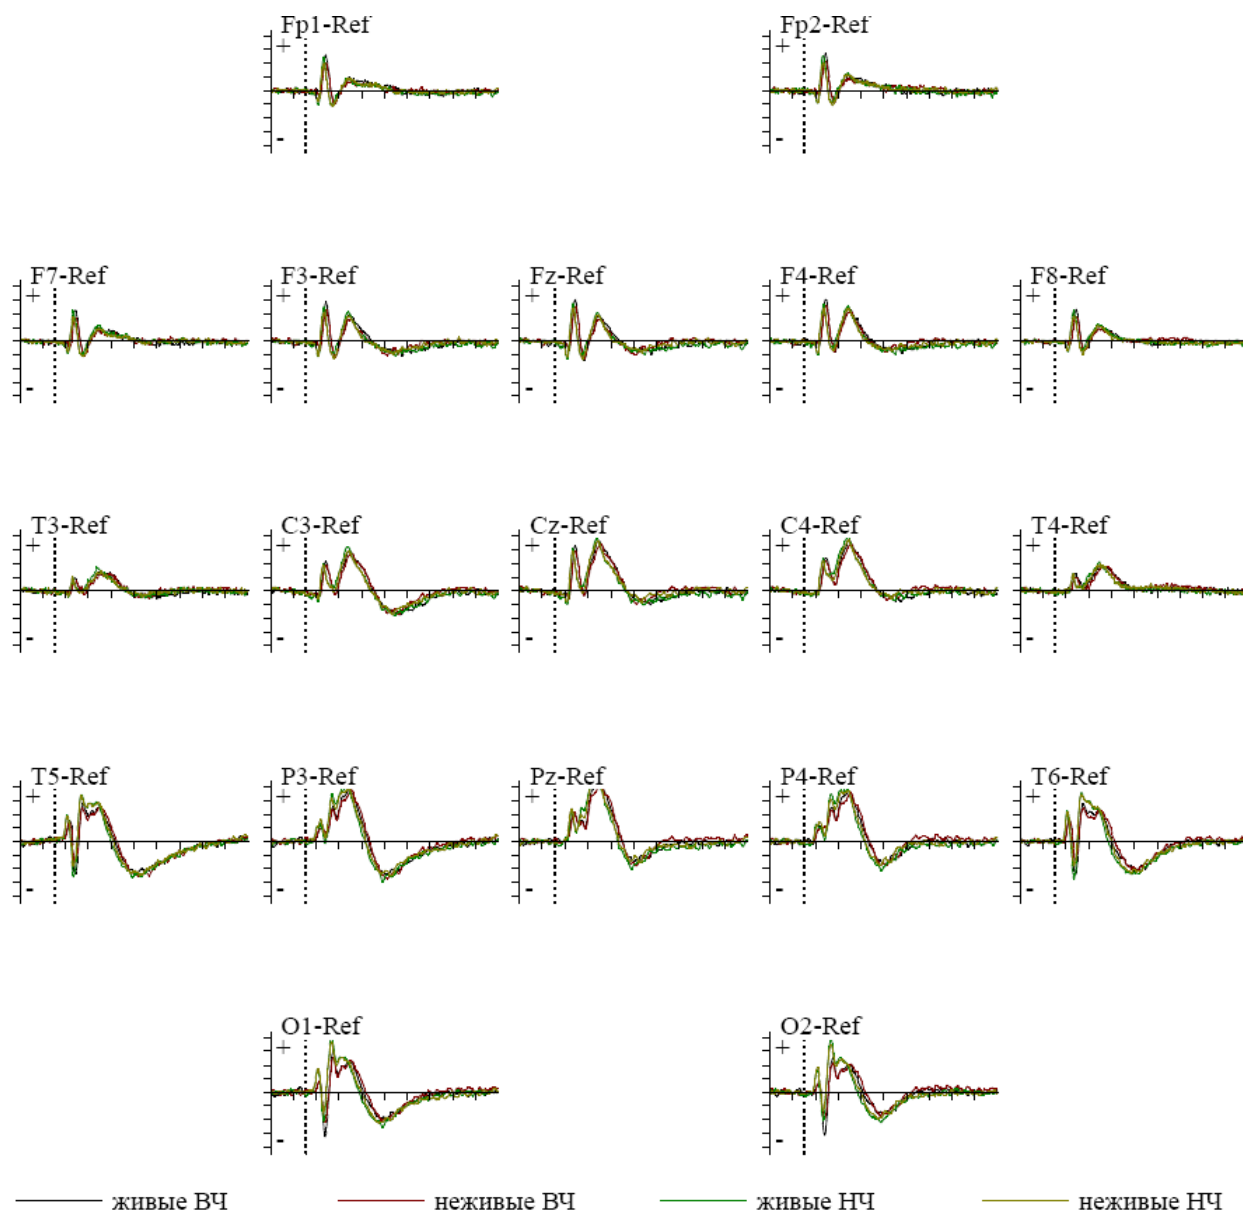 Fp1-Ref Fp2-Ref
+ +
- -
F7-Ref F3-Ref Fz-Ref F4-Ref F8-Ref
+ + + + +
- - - - -
T3-Ref C3-Ref Cz-Ref C4-Ref T4-Ref
+ + + + +
- - - - -
T5-Ref P3-Ref Pz-Ref P4-Ref T6-Ref
+ + + + +
- - - - -
O1-Ref O2-Ref
+ +
- -
живые ВЧ неживые ВЧ живые НЧ неживые НЧ